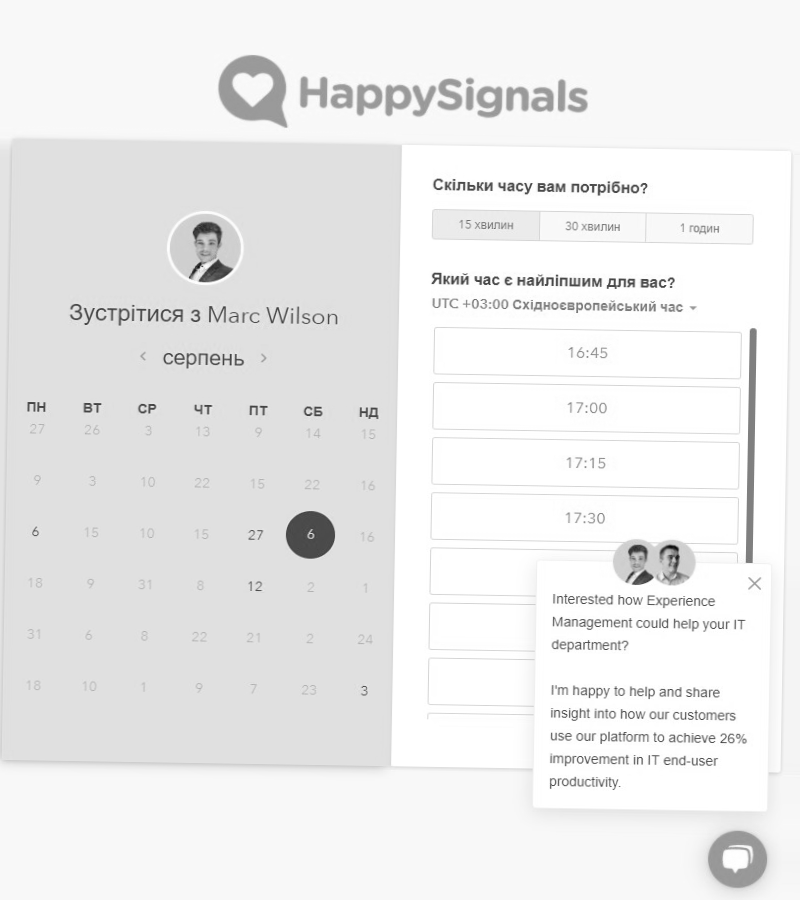 HappySignals
Зустрітися з Marc Wilson
серпень
ПН ВТ СР ЧТ ПТ СБ НД
27 26 3 13 9 14 15
9 3 10 22 15 22 16
6 15 10 15 27 6 16
18 9 31 8 12 2 1
31 6 8 22 21 2 24
18 10 1 9 7 23 3
Скільки часу вам потрібно?
15 хвилин 30 хвилин 1 годин
Який час є найліпшим для вас?
UTC +03:00 Східноєвропейський час
16:45
17:00
17:15
17:30
Interested how Experience
Management could help your IT
department?
I'm happy to help and share
insight into how our customers
use our platform to achieve 26%
improvement in IT end-user
productivity.